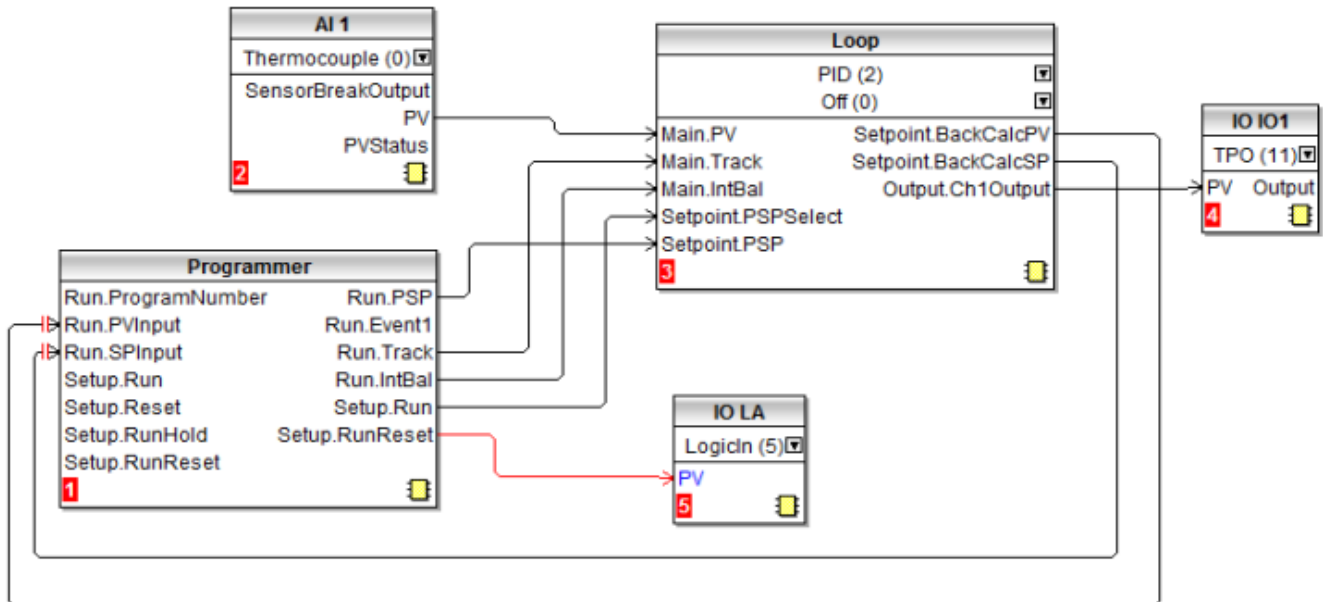 AI 1
Thermocouple (0)
SensorBreakOutput
PV
PVStatus
2
Loop
PID (2)
Off (0)
Main.PV Setpoint.BackCalcPV
Main.Track Setpoint.BackCalcSP
Main.IntBal Output.Ch1Output
Setpoint.PSPSelect
Setpoint.PSP
3
IO IO1
TPO (11)
PV Output
4
Programmer
Run.ProgramNumber Run.PSP
Run.PVInput Run.Event1
Run.SPInput Run.Track
Setup.Run Run.IntBal
Setup.Reset Setup.Run
Setup.RunHold Setup.RunReset
Setup.RunReset
1
IO LA
LogicIn (5)
PV
5